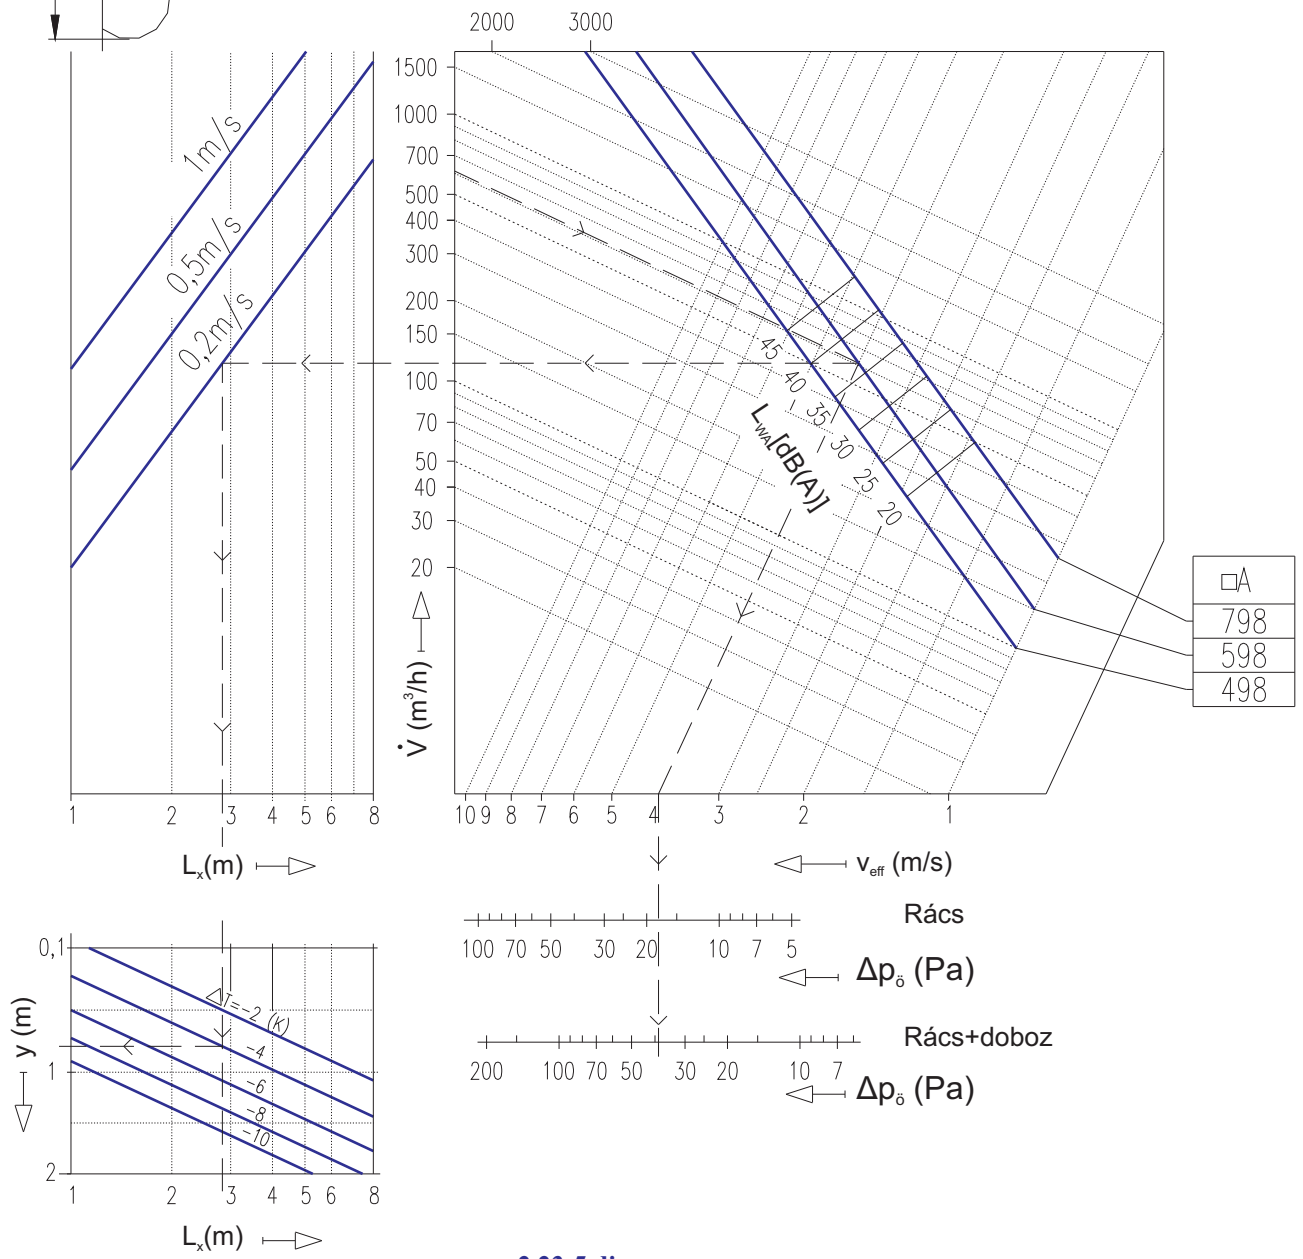 2000 3000
1500
1000
700
500
400
300
200
150
100
70
50
40
30
20
V̇ (m³/h)
1m/s
0,5m/s
0,2m/s
45
40
35
30
25
20
L_WA[dB(A)]
□A
798
598
498
1 2 3 4 5 6 8
L_x(m)
10 9 8 7 6 5 4 3 2 1
v_eff (m/s)
Rács
100 70 50 30 20 10 7 5
Δp_ö (Pa)
Rács+doboz
200 100 70 50 30 20 10 7
Δp_ö (Pa)
0,1
1
2
y (m)
ΔT=-2 (K)
-4
-6
-8
-10
1 2 3 4 5 6 8
L_x(m)